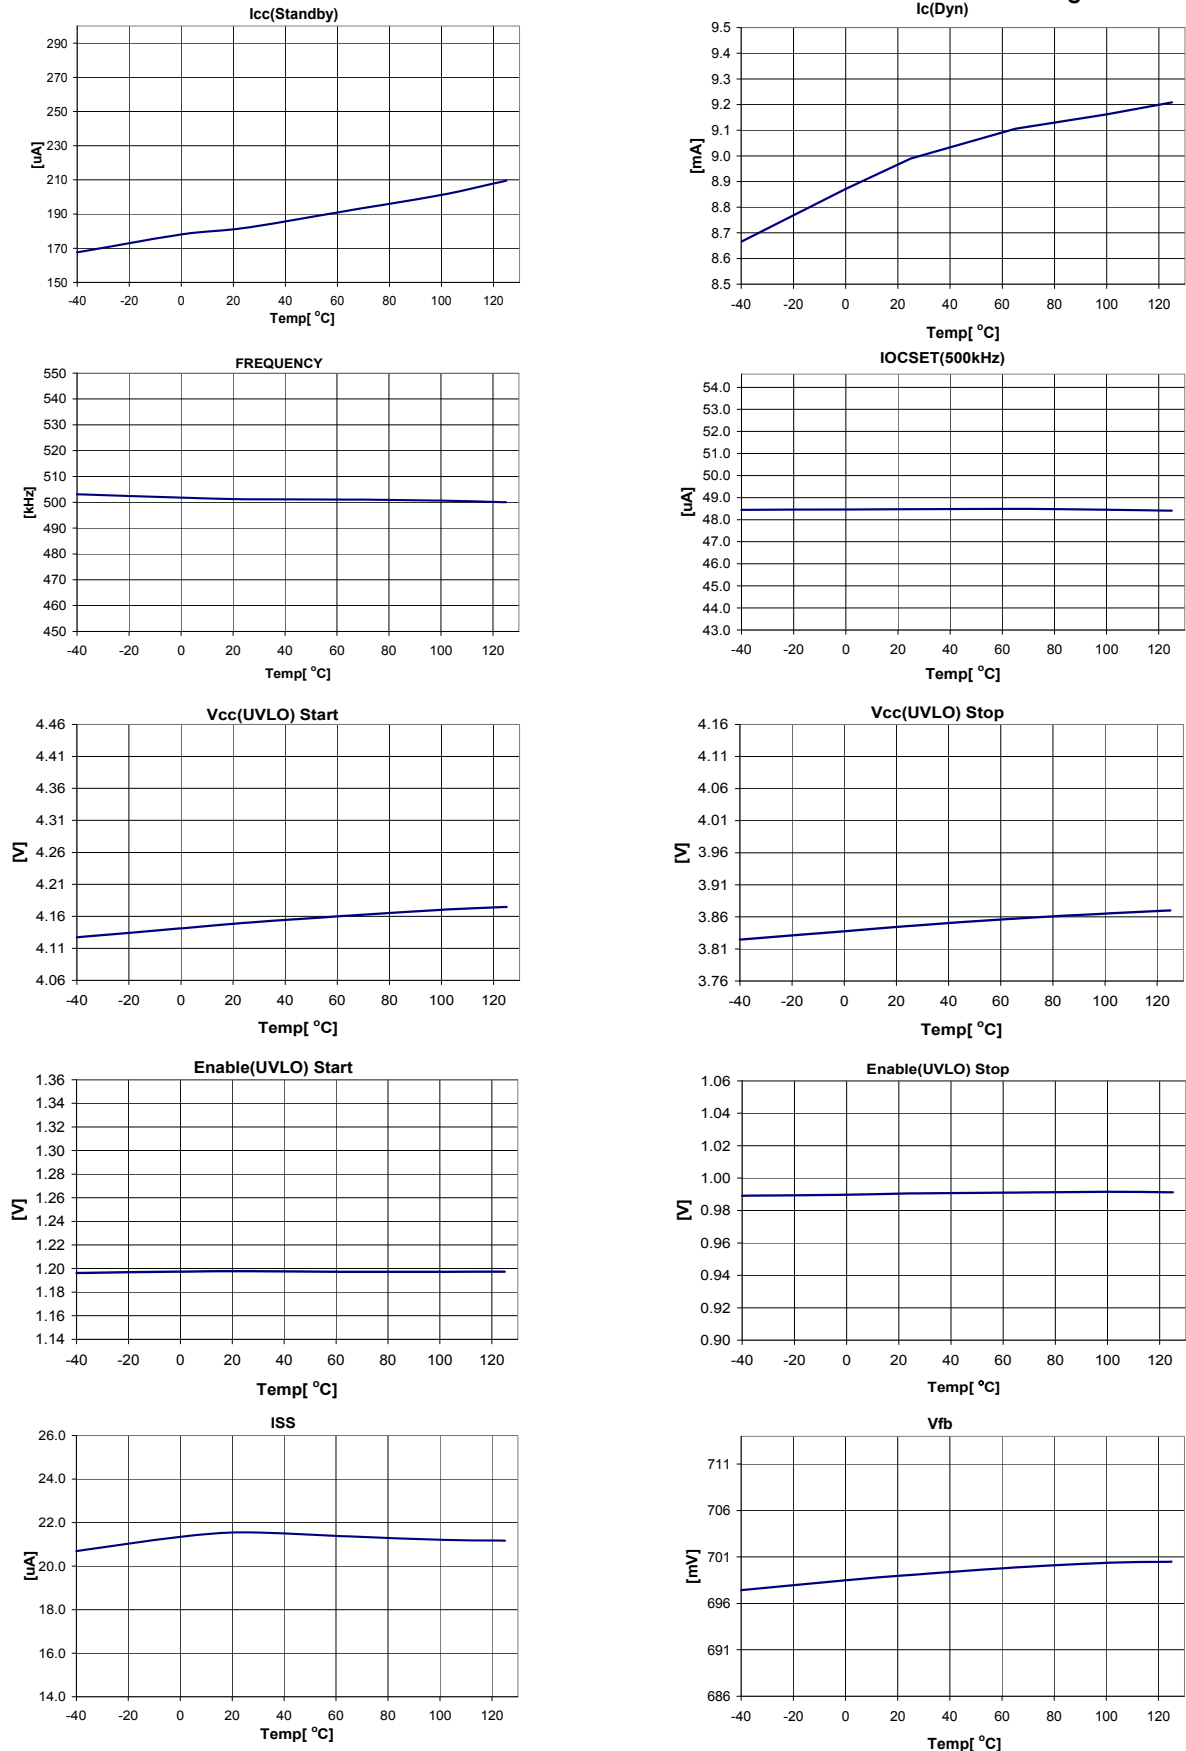 Icc(Standby)
290
270
250
230
210
190
170
150
[uA]
-40 -20 0 20 40 60 80 100 120
Temp[ °C]
Ic(Dyn)
9.5
9.4
9.3
9.2
9.1
9.0
8.9
8.8
8.7
8.6
8.5
[mA]
-40 -20 0 20 40 60 80 100 120
Temp[ °C]
FREQUENCY
550
540
530
520
510
500
490
480
470
460
450
[kHz]
-40 -20 0 20 40 60 80 100 120
Temp[ °C]
IOCSET(500kHz)
54.0
53.0
52.0
51.0
50.0
49.0
48.0
47.0
46.0
45.0
44.0
43.0
[uA]
-40 -20 0 20 40 60 80 100 120
Temp[ °C]
Vcc(UVLO) Start
4.46
4.41
4.36
4.31
4.26
4.21
4.16
4.11
4.06
[V]
-40 -20 0 20 40 60 80 100 120
Temp[ °C]
Vcc(UVLO) Stop
4.16
4.11
4.06
4.01
3.96
3.91
3.86
3.81
3.76
[V]
-40 -20 0 20 40 60 80 100 120
Temp[ °C]
Enable(UVLO) Start
1.36
1.34
1.32
1.30
1.28
1.26
1.24
1.22
1.20
1.18
1.16
1.14
[V]
-40 -20 0 20 40 60 80 100 120
Temp[ °C]
Enable(UVLO) Stop
1.06
1.04
1.02
1.00
0.98
0.96
0.94
0.92
0.90
[V]
-40 -20 0 20 40 60 80 100 120
Temp[ °C]
ISS
26.0
24.0
22.0
20.0
18.0
16.0
14.0
[uA]
-40 -20 0 20 40 60 80 100 120
Temp[ °C]
Vfb
711
706
701
696
691
686
[mV]
-40 -20 0 20 40 60 80 100 120
Temp[ °C]